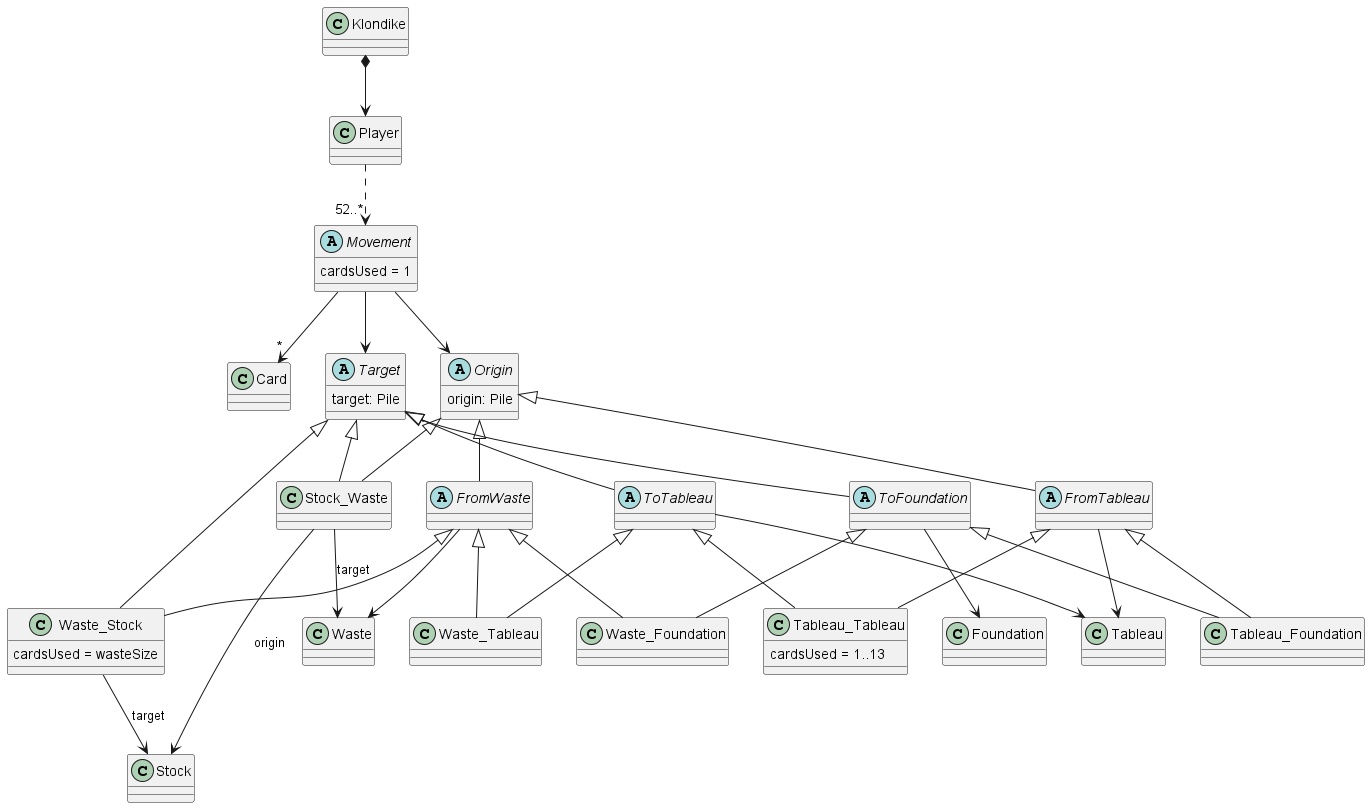 C Klondike
C Player
52..*
A Movement
cardsUsed = 1
*
C Card
A Target
target: Pile
A Origin
origin: Pile
C Stock_Waste
A FromWaste
A ToTableau
A ToFoundation
A FromTableau
target
C Waste_Stock
cardsUsed = wasteSize
origin
C Waste
C Waste_Tableau
C Waste_Foundation
C Tableau_Tableau
cardsUsed = 1..13
C Foundation
C Tableau
C Tableau_Foundation
target
C Stock